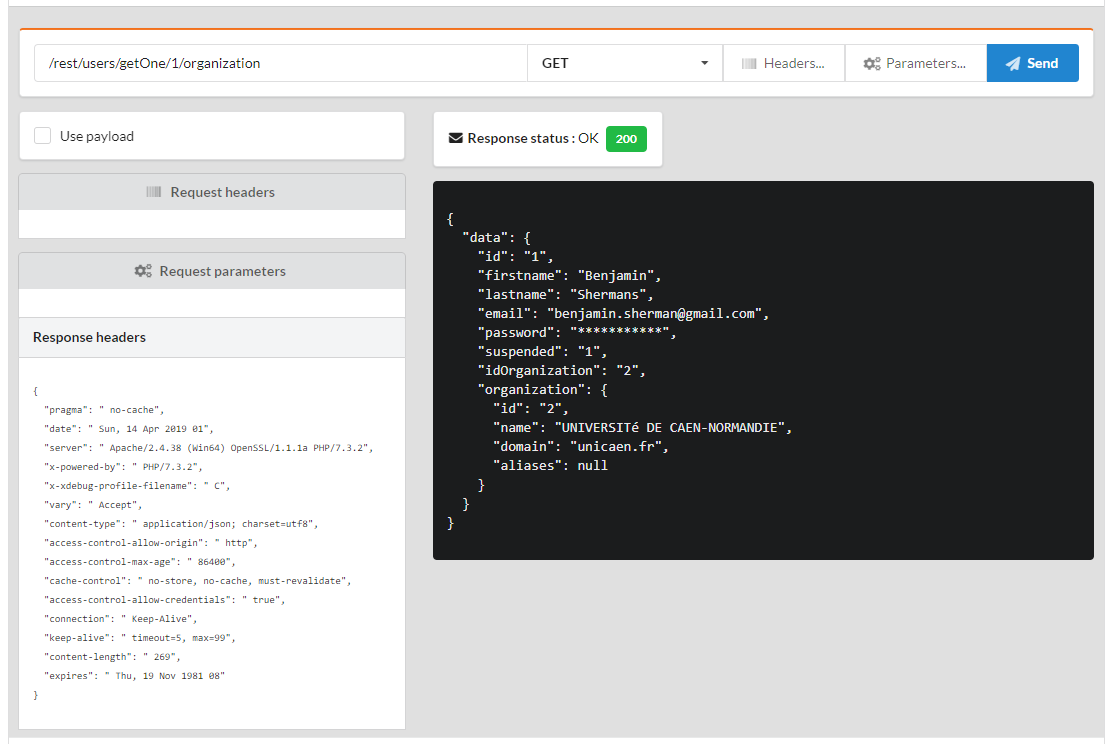 /rest/users/getOne/1/organization GET Headers... Parameters... Send
Use payload
Request headers
Request parameters
Response headers
{
"pragma": " no-cache",
"date": " Sun, 14 Apr 2019 01",
"server": " Apache/2.4.38 (Win64) OpenSSL/1.1.1a PHP/7.3.2",
"x-powered-by": " PHP/7.3.2",
"x-xdebug-profile-filename": " C",
"vary": " Accept",
"content-type": " application/json; charset=utf8",
"access-control-allow-origin": " http",
"access-control-max-age": " 86400",
"cache-control": " no-store, no-cache, must-revalidate",
"access-control-allow-credentials": " true",
"connection": " Keep-Alive",
"keep-alive": " timeout=5, max=99",
"content-length": " 269",
"expires": " Thu, 19 Nov 1981 08"
}
Response status : OK 200
{
"data": {
"id": "1",
"firstname": "Benjamin",
"lastname": "Shermans",
"email": "benjamin.sherman@gmail.com",
"password": "***********",
"suspended": "1",
"idOrganization": "2",
"organization": {
"id": "2",
"name": "UNIVERSITé DE CAEN-NORMANDIE",
"domain": "unicaen.fr",
"aliases": null
}
}
}